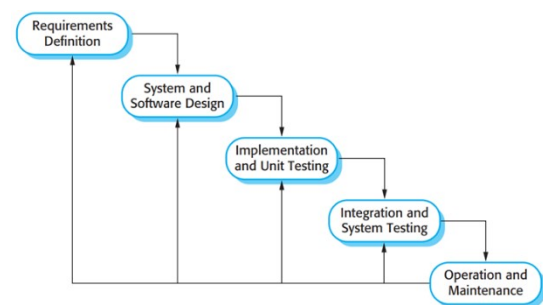 Requirements
Definition
System and
Software Design
Implementation
and Unit Testing
Integration and
System Testing
Operation and
Maintenance